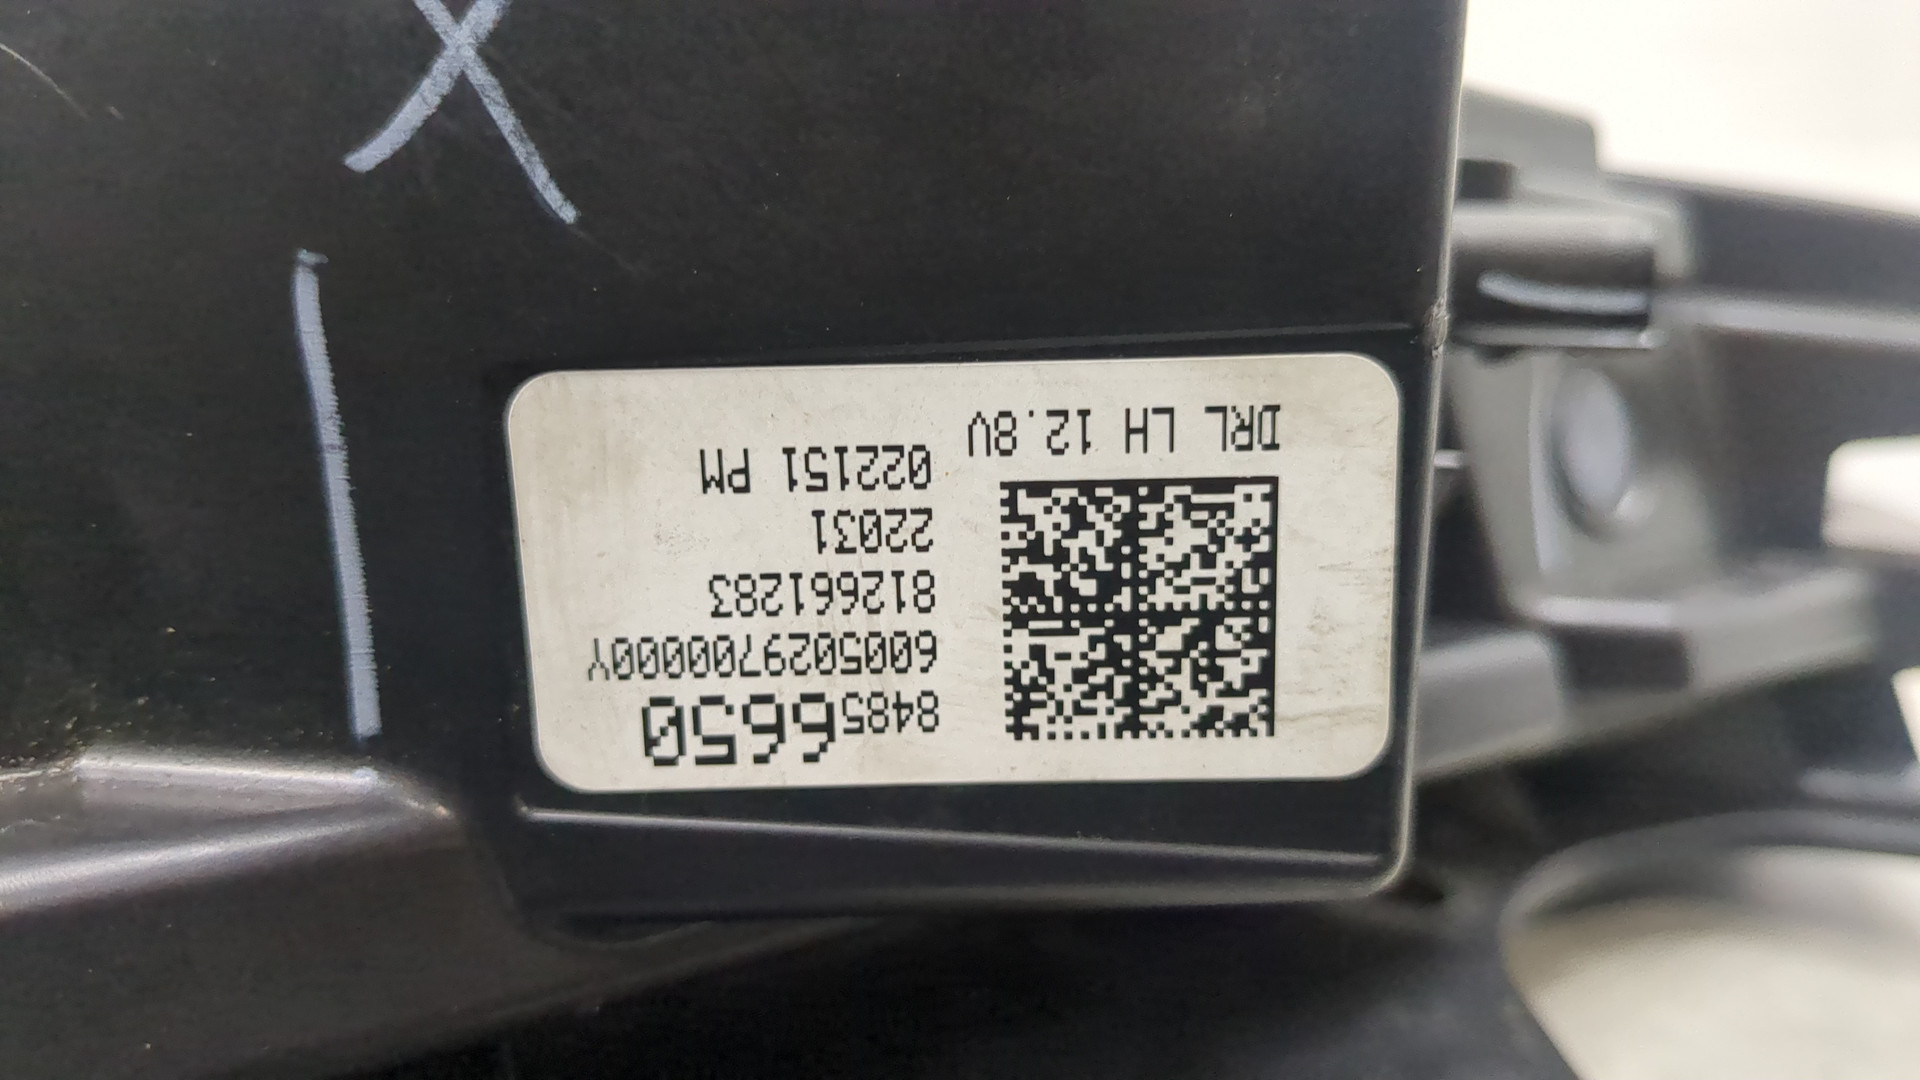 84856650
6005029700000Y
812661283
22031
022151 PM
DRL LH 12.8V
X